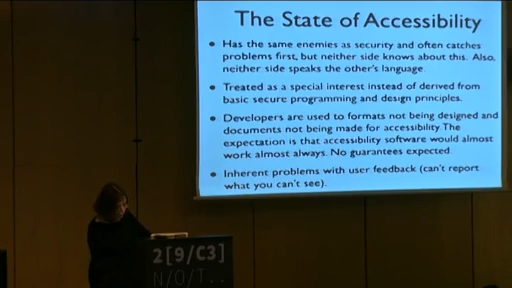 The State of Accessibility
• Has the same enemies as security and often catches
problems first, but neither side knows about this. Also,
neither side speaks the other's language.
• Treated as a special interest instead of derived from
basic secure programming and design principles.
• Developers are used to formats not being designed and
documents not being made for accessibility. The
expectation is that accessibility software would almost
work almost always. No guarantees expected.
• Inherent problems with user feedback (can't report
what you can't see).
2[9/C3]
N/O/T..